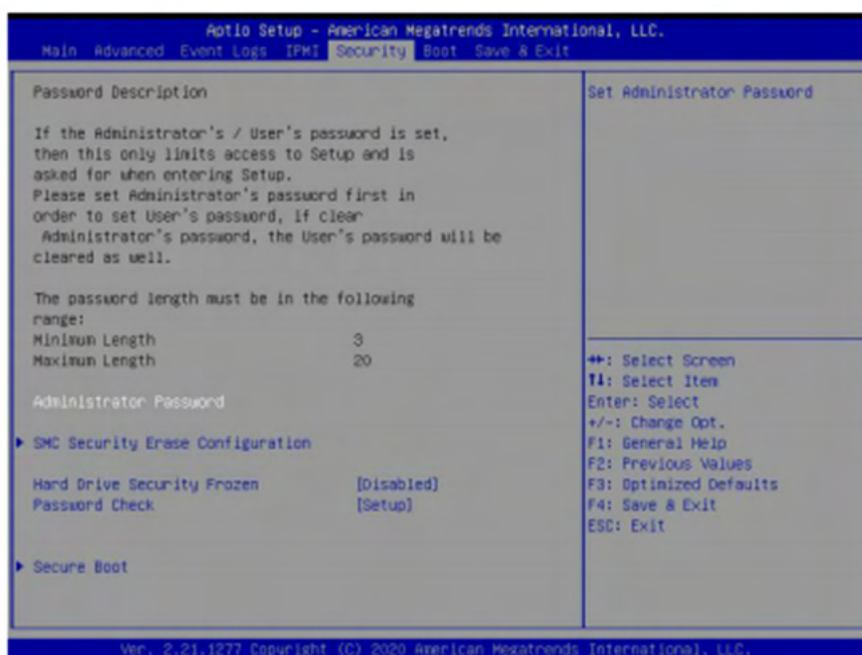 Aptio Setup - American Megatrends International, LLC.
Main Advanced Event Logs IPMI Security Boot Save & Exit
Password Description
If the Administrator's / User's password is set,
then this only limits access to Setup and is
asked for when entering Setup.
Please set Administrator's password first in
order to set User's password, if clear
Administrator's password, the User's password will be
cleared as well.
The password length must be in the following
range:
Minimum Length 3
Maximum Length 20
Administrator Password
SMC Security Erase Configuration
Hard Drive Security Frozen [Disabled]
Password Check [Setup]
Secure Boot
Set Administrator Password
↔: Select Screen
↑↓: Select Item
Enter: Select
+/-: Change Opt.
F1: General Help
F2: Previous Values
F3: Optimized Defaults
F4: Save & Exit
ESC: Exit
Ver. 2.21.1277 Copyright (C) 2020 American Megatrends International, LLC.